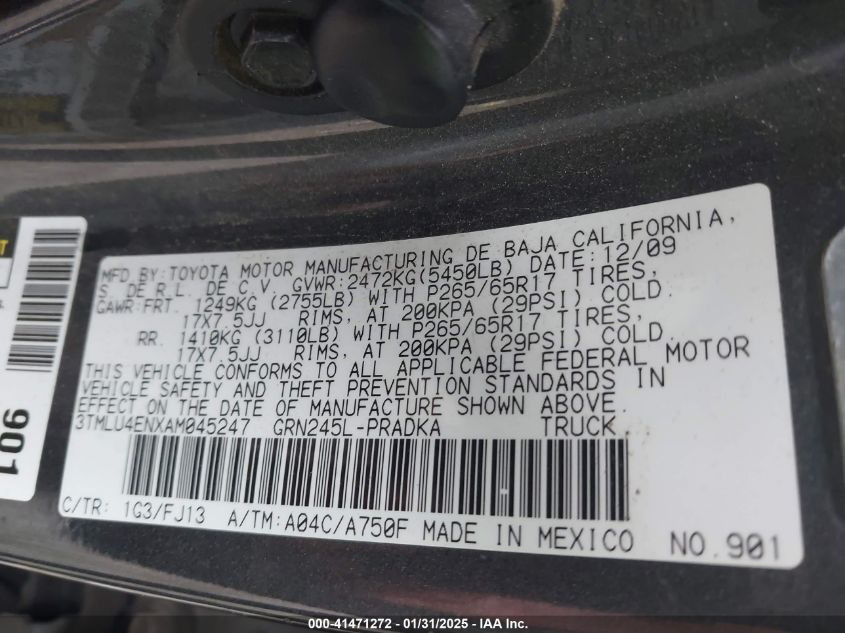 MFD BY:TOYOTA MOTOR MANUFACTURING DE BAJA CALIFORNIA,
S. DE R.L. DE C.V. GVWR:2472KG(5450LB) DATE:12/09
GAWR:FRT. 1249KG (2755LB) WITH P265/65R17 TIRES,
17X7.5JJ RIMS, AT 200KPA (29PSI) COLD.
RR. 1410KG (3110LB) WITH P265/65R17 TIRES,
17X7.5JJ RIMS, AT 200KPA (29PSI) COLD
THIS VEHICLE CONFORMS TO ALL APPLICABLE FEDERAL MOTOR
VEHICLE SAFETY AND THEFT PREVENTION STANDARDS IN
EFFECT ON THE DATE OF MANUFACTURE SHOWN ABOVE.
3TMLU4ENXAM045247 GRN245L-PRADKA TRUCK
C/TR: 1G3/FJ13 A/TM:A04C/A750F MADE IN MEXICO NO.901
901
000-41471272 - 01/31/2025 - IAA, Inc.